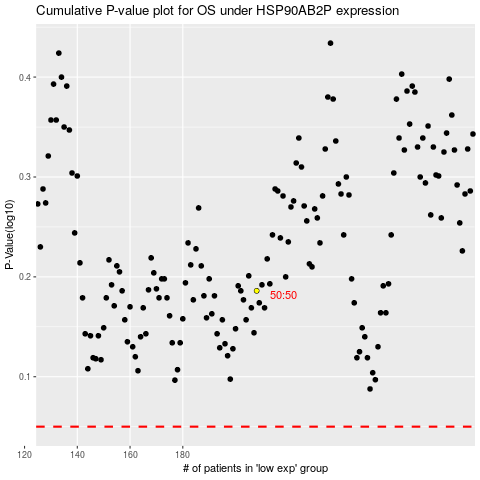 Cumulative P-value plot for OS under HSP90AB2P expression
P-Value(log10)
0.4
0.3
0.2
0.1
50:50
120 140 160 180
# of patients in 'low exp' group